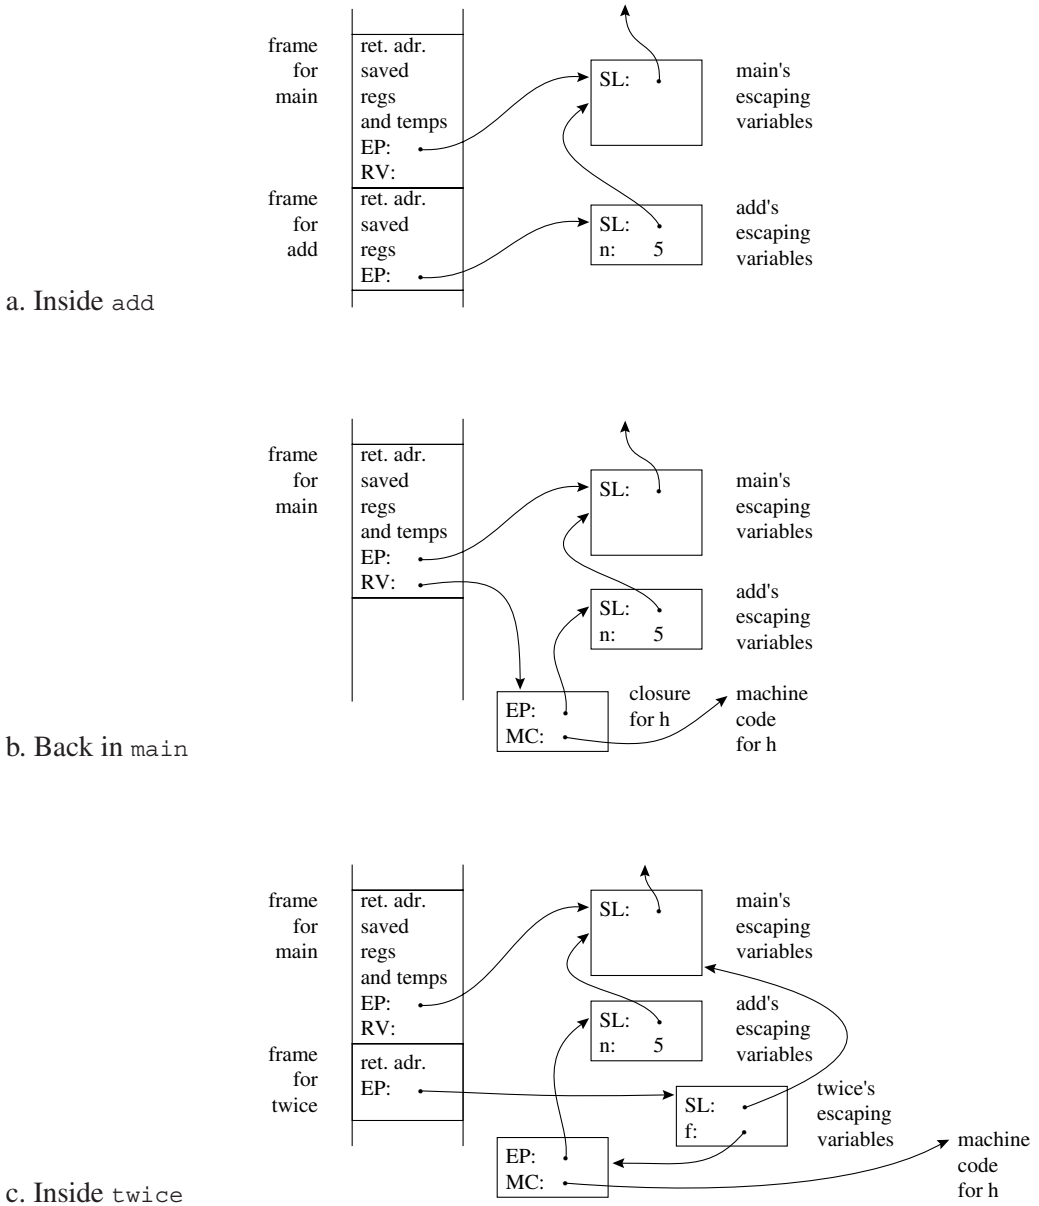 frame
for
main
ret. adr.
saved
regs
and temps
EP:
RV:
SL:
main's
escaping
variables
frame
for
add
ret. adr.
saved
regs
EP:
SL:
n: 5
add's
escaping
variables
a. Inside add
frame
for
main
ret. adr.
saved
regs
and temps
EP:
RV:
SL:
main's
escaping
variables
SL:
n: 5
add's
escaping
variables
EP:
MC:
closure
for h
machine
code
for h
b. Back in main
frame
for
main
ret. adr.
saved
regs
and temps
EP:
RV:
SL:
main's
escaping
variables
SL:
n: 5
add's
escaping
variables
frame
for
twice
ret. adr.
EP:
SL:
f:
twice's
escaping
variables
EP:
MC:
machine
code
for h
c. Inside twice